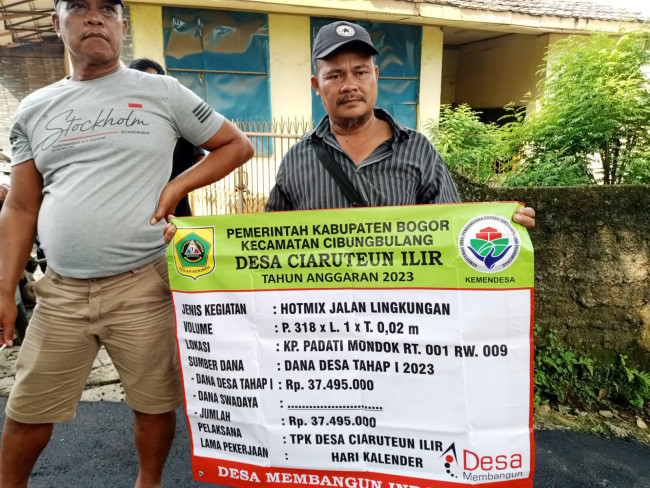 Stockholm
PEMERINTAH KABUPATEN BOGOR
KECAMATAN CIBUNGBULANG
DESA CIARUTEUN ILIR
TAHUN ANGGARAN 2023
KEMENDESA
JENIS KEGIATAN : HOTMIX JALAN LINGKUNGAN
VOLUME : P. 318 x L. 1 x T. 0,02 m
LOKASI : KP. PADATI MONDOK RT. 001 RW. 009
SUMBER DANA : DANA DESA TAHAP I 2023
- DANA DESA TAHAP I : Rp. 37.495.000
- DANA SWADAYA : ........................
- JUMLAH : Rp. 37.495.000
PELAKSANA : TPK DESA CIARUTEUN ILIR
LAMA PEKERJAAN : HARI KALENDER
Desa
Membangun
DESA MEMBANGUN